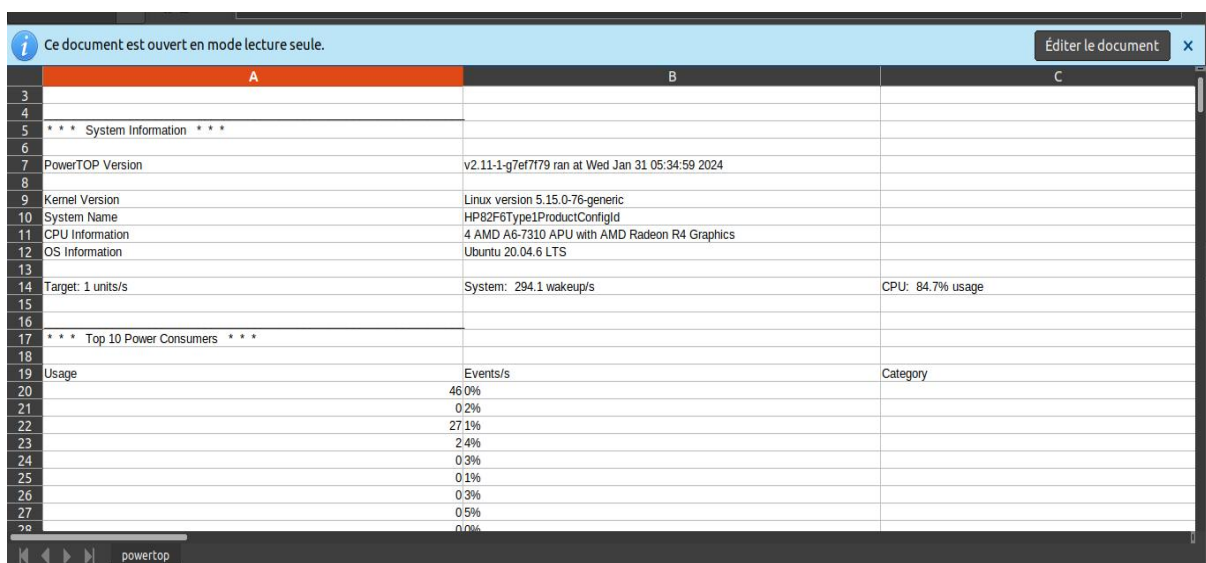 Ce document est ouvert en mode lecture seule. Éditer le document
A B C
3
4
5 * * * System Information * * *
6
7 PowerTOP Version v2.11-1-g7ef7f79 ran at Wed Jan 31 05:34:59 2024
8
9 Kernel Version Linux version 5.15.0-76-generic
10 System Name HP82F6Type1ProductConfigId
11 CPU Information 4 AMD A6-7310 APU with AMD Radeon R4 Graphics
12 OS Information Ubuntu 20.04.6 LTS
13
14 Target: 1 units/s System: 294.1 wakeup/s CPU: 84.7% usage
15
16
17 * * * Top 10 Power Consumers * * *
18
19 Usage Events/s Category
20 46 0%
21 0 2%
22 27 1%
23 2 4%
24 0 3%
25 0 1%
26 0 3%
27 0 5%
28 0 0%
powertop